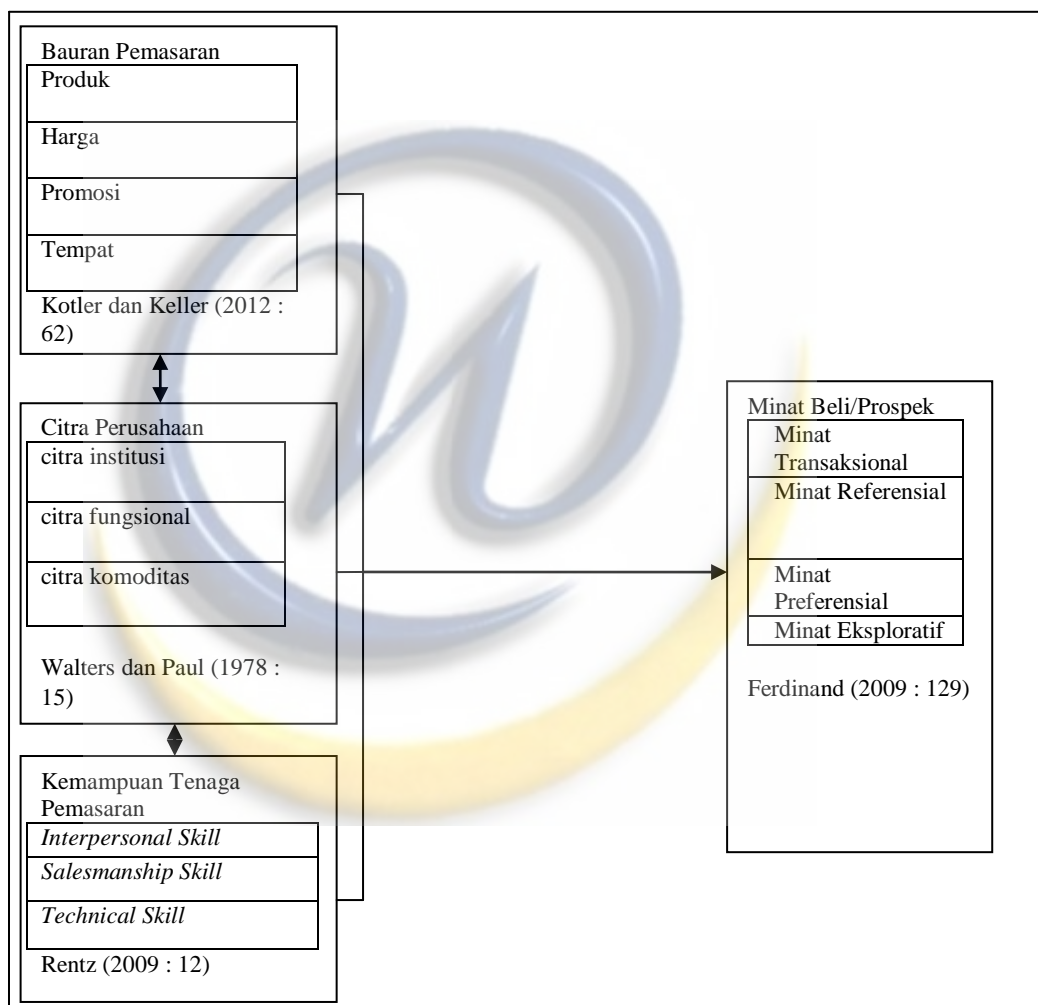 Bauran Pemasaran
Produk
Harga
Promosi
Tempat
Kotler dan Keller (2012 :
62)
Citra Perusahaan
citra institusi
citra fungsional
citra komoditas
Walters dan Paul (1978 :
15)
Kemampuan Tenaga
Pemasaran
Interpersonal Skill
Salesmanship Skill
Technical Skill
Rentz (2009 : 12)
Minat Beli/Prospek
Minat
Transaksional
Minat Referensial
Minat
Preferensial
Minat Eksploratif
Ferdinand (2009 : 129)